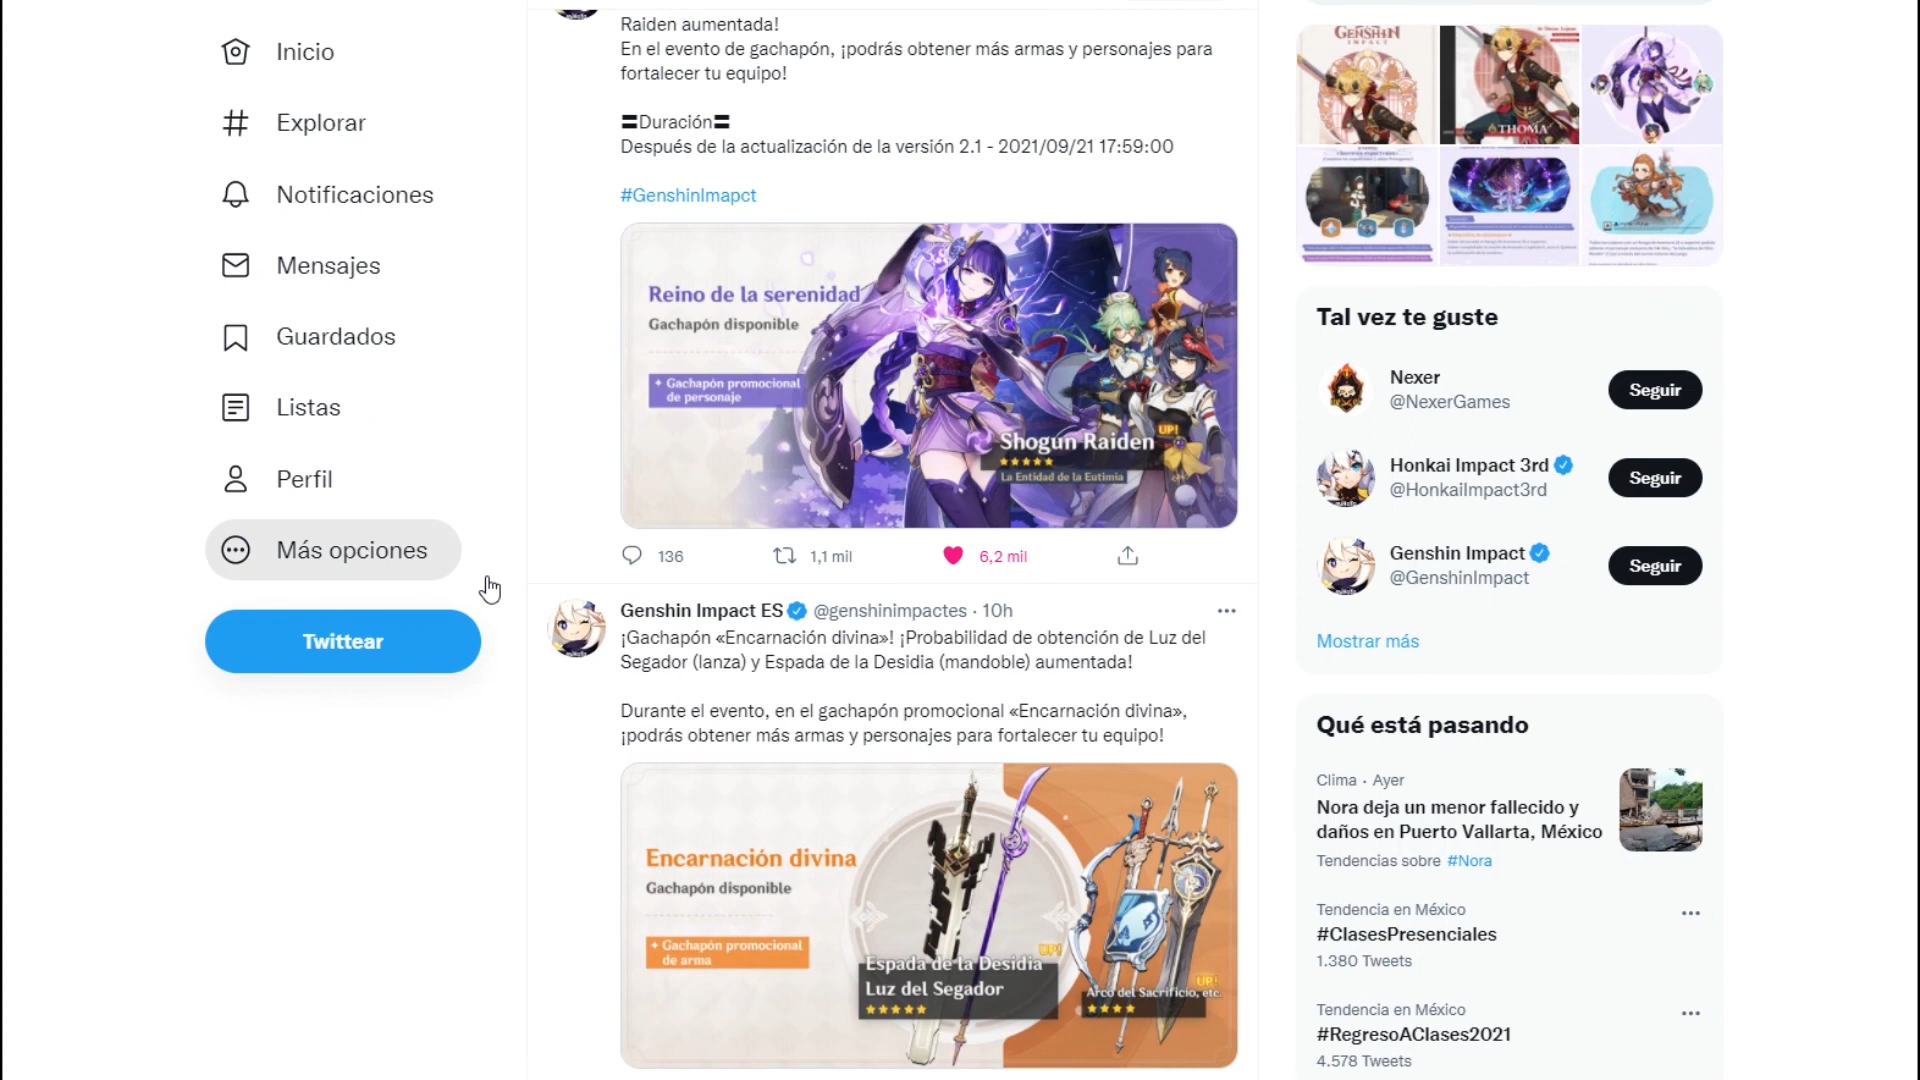 Inicio
Explorar
Notificaciones
Mensajes
Guardados
Listas
Perfil
Más opciones
Twittear
Raiden aumentada!
En el evento de gachapón, ¡podrás obtener más armas y personajes para
fortalecer tu equipo!
〓Duración〓
Después de la actualización de la versión 2.1 - 2021/09/21 17:59:00
#GenshinImapct
Reino de la serenidad
Gachapón disponible
+ Gachapón promocional
de personaje
UP!
Shogun Raiden
★★★★★
La Entidad de la Eutimia
136
1,1 mil
6,2 mil
Genshin Impact ES @genshinimpactes · 10h
¡Gachapón «Encarnación divina»! ¡Probabilidad de obtención de Luz del
Segador (lanza) y Espada de la Desidia (mandoble) aumentada!
Durante el evento, en el gachapón promocional «Encarnación divina»,
¡podrás obtener más armas y personajes para fortalecer tu equipo!
Encarnación divina
Gachapón disponible
+ Gachapón promocional
de arma
UP!
Espada de la Desidia
Luz del Segador
★★★★★
UP!
Arco del Sacrificio, etc.
★★★★
GENSHIN
IMPACT
THOMA
Tal vez te guste
Nexer
@NexerGames
Seguir
Honkai Impact 3rd
@HonkaiImpact3rd
Seguir
Genshin Impact
@GenshinImpact
Seguir
Mostrar más
Qué está pasando
Clima · Ayer
Nora deja un menor fallecido y
daños en Puerto Vallarta, México
Tendencias sobre #Nora
Tendencia en México
#ClasesPresenciales
1.380 Tweets
Tendencia en México
#RegresoAClases2021
4.578 Tweets